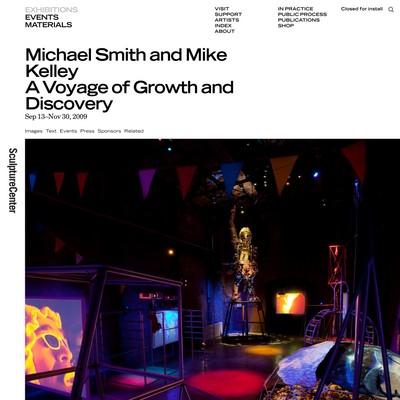 EXHIBITIONS
EVENTS
MATERIALS
VISIT
SUPPORT
ARTISTS
INDEX
ABOUT
IN PRACTICE
PUBLIC PROCESS
PUBLICATIONS
SHOP
Closed for install
Michael Smith and Mike
Kelley
A Voyage of Growth and
Discovery
Sep 13–Nov 30, 2009
Images Text Events Press Sponsors Related
SculptureCenter